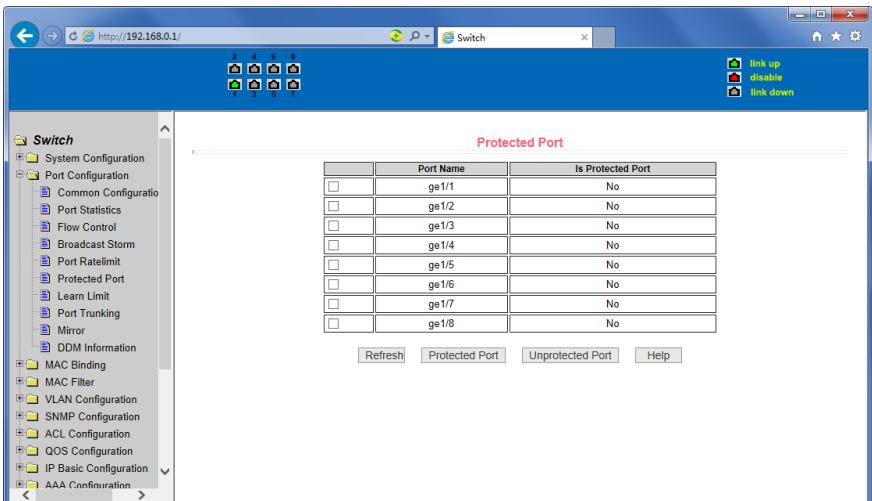 http://192.168.0.1/
Switch
2 4 6 8
1 3 5 7
link up
disable
link down
Switch
System Configuration
Port Configuration
Common Configuratio
Port Statistics
Flow Control
Broadcast Storm
Port Ratelimit
Protected Port
Learn Limit
Port Trunking
Mirror
DDM Information
MAC Binding
MAC Filter
VLAN Configuration
SNMP Configuration
ACL Configuration
QOS Configuration
IP Basic Configuration
AAA Configuration
Protected Port
Port Name Is Protected Port
ge1/1 No
ge1/2 No
ge1/3 No
ge1/4 No
ge1/5 No
ge1/6 No
ge1/7 No
ge1/8 No
Refresh Protected Port Unprotected Port Help